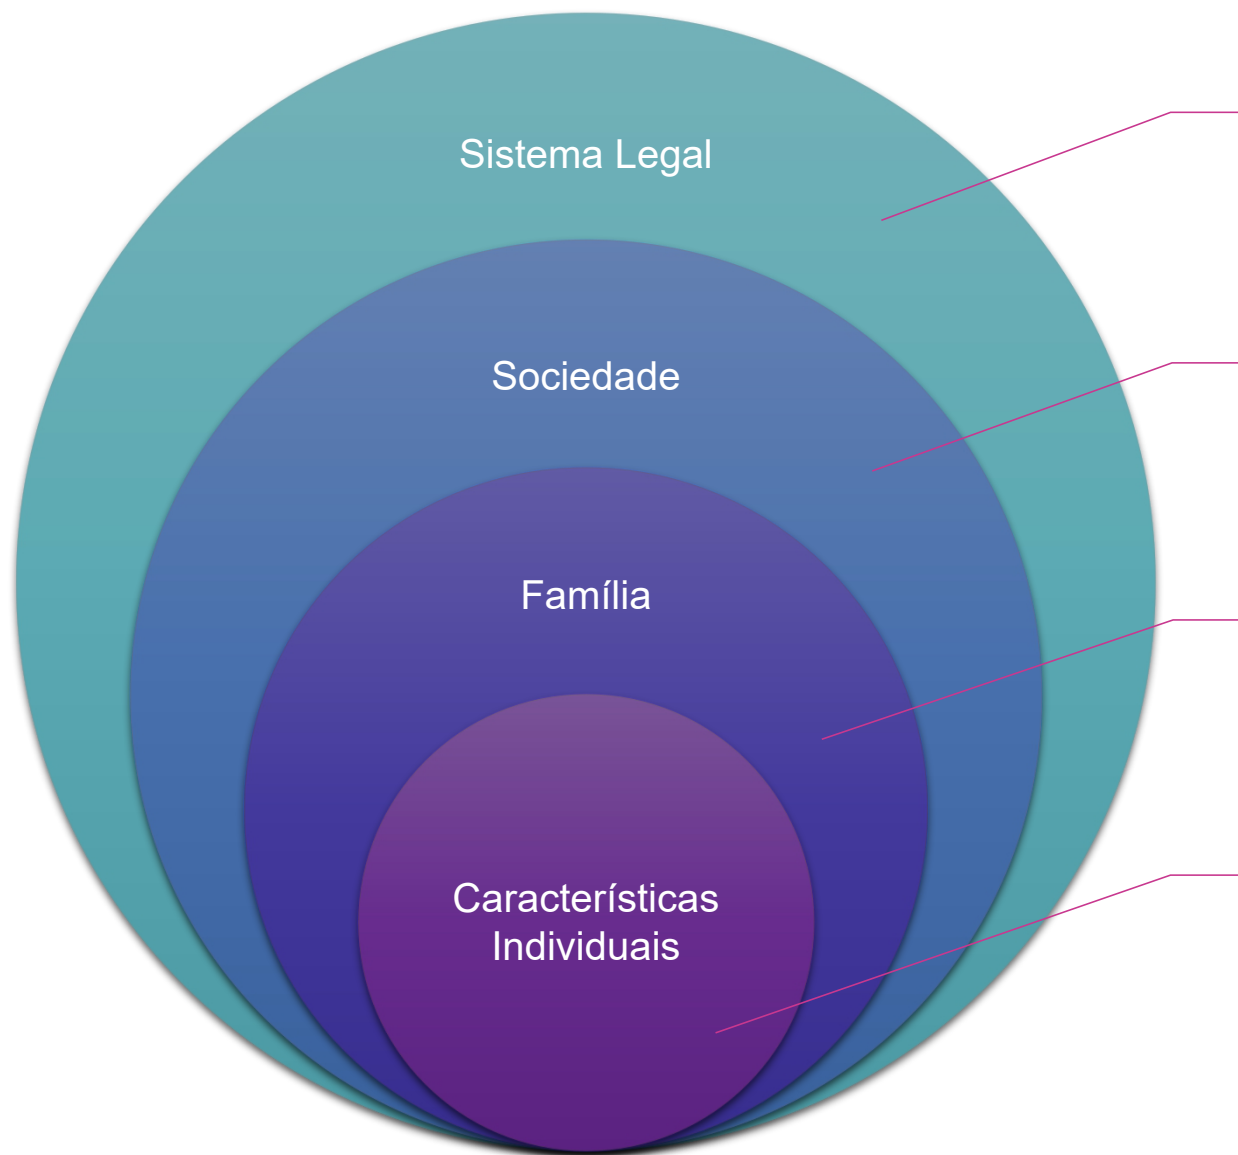 Sistema Legal
Sociedade
Família
Características
Individuais